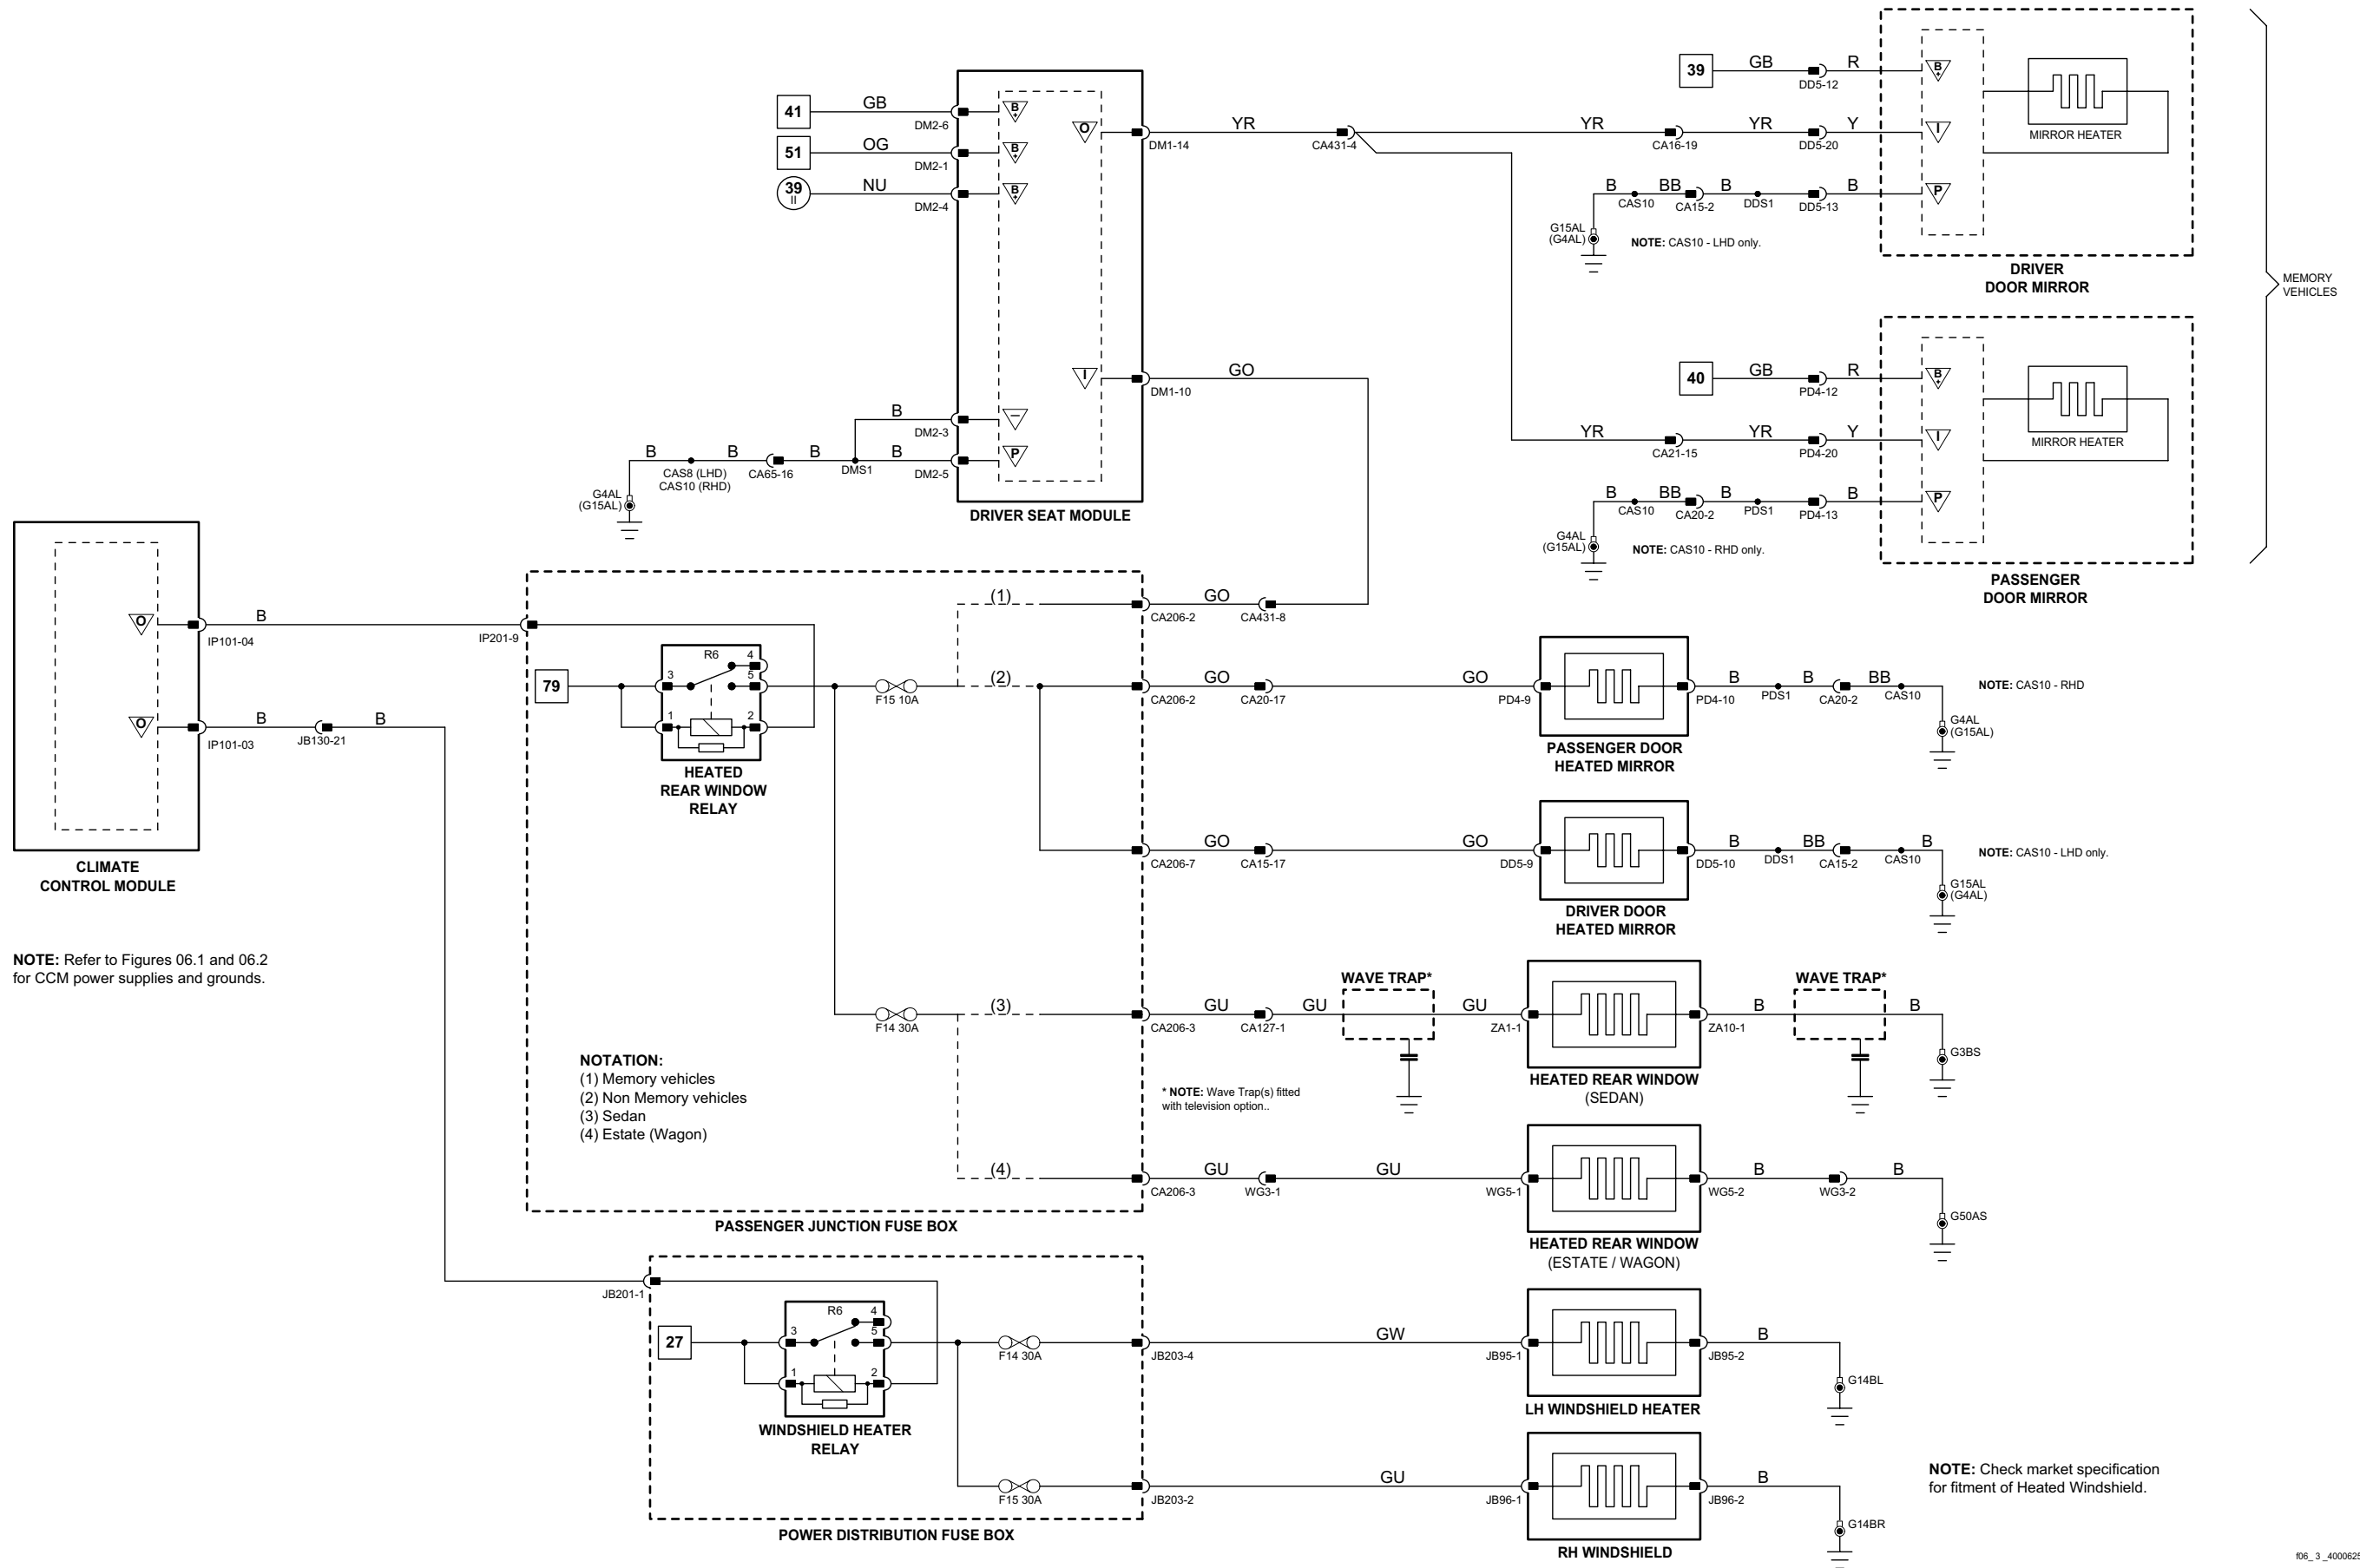 39
GB
R
DD5-12
B
+
MIRROR HEATER
YR
CA431-4
YR
CA16-19
YR
DD5-20
Y
I
B
CAS10
BB
CA15-2
B
DDS1
DD5-13
B
P
G15AL
(G4AL)
NOTE: CAS10 - LHD only.
DRIVER
DOOR MIRROR
MEMORY
VEHICLES
41
GB
DM2-6
B
+
51
OG
DM2-1
B
+
39
II
NU
DM2-4
B
+
O
DM1-14
I
DM1-10
GO
B
DM2-3
–
B
CAS8 (LHD)
CAS10 (RHD)
B
CA65-16
B
DMS1
B
DM2-5
P
G4AL
(G15AL)
DRIVER SEAT MODULE
40
GB
R
PD4-12
B
+
MIRROR HEATER
YR
CA21-15
YR
PD4-20
Y
I
B
CAS10
BB
CA20-2
B
PDS1
PD4-13
B
P
G4AL
(G15AL)
NOTE: CAS10 - RHD only.
PASSENGER
DOOR MIRROR
O
IP101-04
B
IP201-9
O
IP101-03
B
JB130-21
B
CLIMATE
CONTROL MODULE
NOTE: Refer to Figures 06.1 and 06.2
for CCM power supplies and grounds.
79
R6
3
4
5
1
2
HEATED
REAR WINDOW
RELAY
F15 10A
(1)
CA206-2
GO
CA431-8
(2)
CA206-2
GO
CA20-17
GO
PD4-9
PD4-10
B
PDS1
B
CA20-2
BB
CAS10
G4AL
(G15AL)
NOTE: CAS10 - RHD
PASSENGER DOOR
HEATED MIRROR
CA206-7
GO
CA15-17
GO
DD5-9
DD5-10
B
DDS1
BB
CA15-2
CAS10
B
G15AL
(G4AL)
NOTE: CAS10 - LHD only.
DRIVER DOOR
HEATED MIRROR
F14 30A
(3)
CA206-3
GU
CA127-1
GU
WAVE TRAP*
GU
ZA1-1
ZA10-1
B
WAVE TRAP*
B
G3BS
HEATED REAR WINDOW
(SEDAN)
* NOTE: Wave Trap(s) fitted
with television option..
NOTATION:
(1) Memory vehicles
(2) Non Memory vehicles
(3) Sedan
(4) Estate (Wagon)
(4)
CA206-3
GU
WG3-1
GU
WG5-1
WG5-2
B
WG3-2
B
G50AS
HEATED REAR WINDOW
(ESTATE / WAGON)
PASSENGER JUNCTION FUSE BOX
JB201-1
27
R6
3
4
5
1
2
WINDSHIELD HEATER
RELAY
F14 30A
JB203-4
GW
JB95-1
JB95-2
B
G14BL
LH WINDSHIELD HEATER
F15 30A
JB203-2
GU
JB96-1
JB96-2
B
G14BR
RH WINDSHIELD
POWER DISTRIBUTION FUSE BOX
NOTE: Check market specification
for fitment of Heated Windshield.